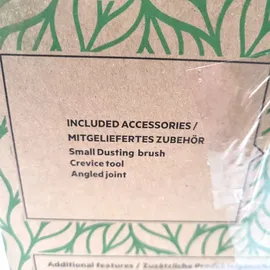 INCLUDED ACCESSORIES /
MITGELIEFERTES ZUBEHÖR
Small Dusting brush
Crevice tool
Angled joint
Additional features / Zusätzliche